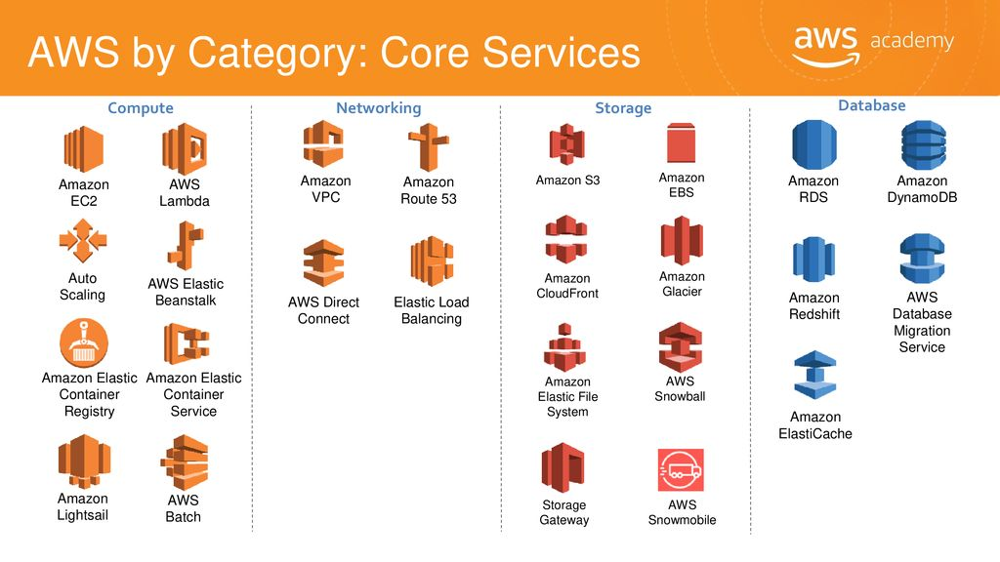 AWS by Category: Core Services
aws academy
Compute
Amazon
EC2
AWS
Lambda
Auto
Scaling
AWS Elastic
Beanstalk
Amazon Elastic
Container
Registry
Amazon Elastic
Container
Service
Amazon
Lightsail
AWS
Batch
Networking
Amazon
VPC
Amazon
Route 53
AWS Direct
Connect
Elastic Load
Balancing
Storage
Amazon S3
Amazon
EBS
Amazon
CloudFront
Amazon
Glacier
Amazon
Elastic File
System
AWS
Snowball
Storage
Gateway
AWS
Snowmobile
Database
Amazon
RDS
Amazon
DynamoDB
Amazon
Redshift
AWS
Database
Migration
Service
Amazon
ElastiCache